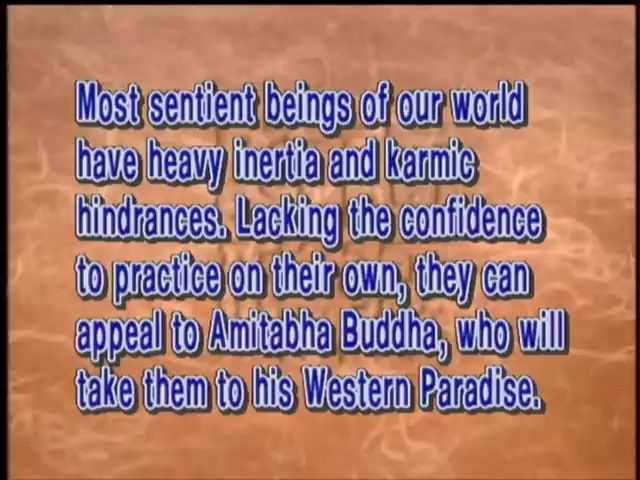 Most sentient beings of our world
have heavy inertia and karmic
hindrances. Lacking the confidence
to practice on their own, they can
appeal to Amitabha Buddha, who will
take them to his Western Paradise.